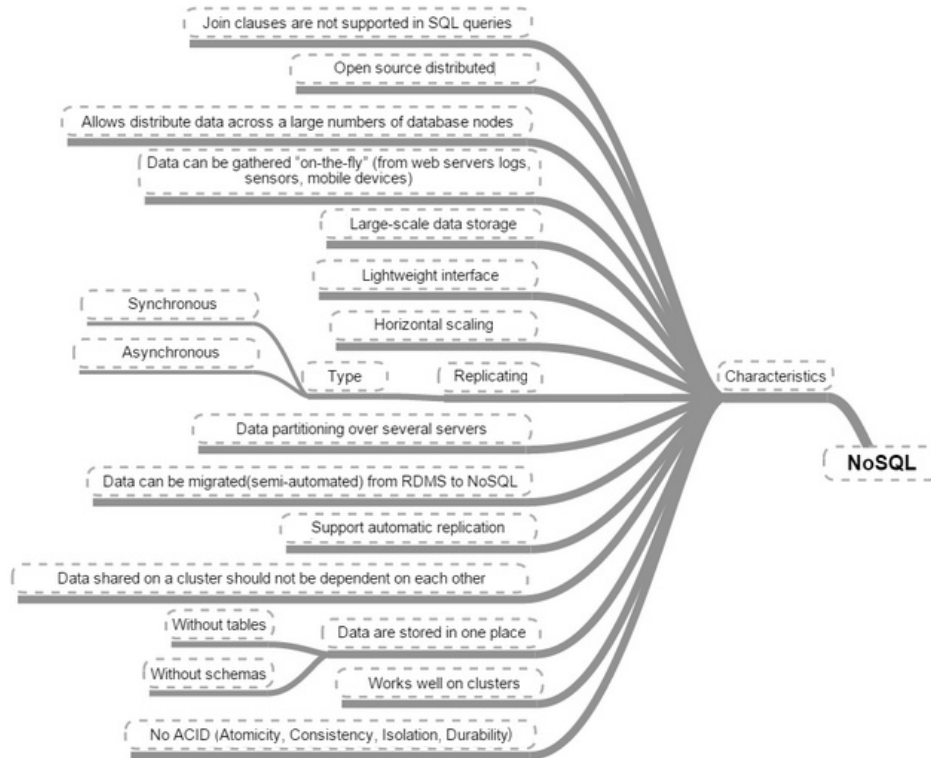 Join clauses are not supported in SQL queries
Open source distributed
Allows distribute data across a large numbers of database nodes
Data can be gathered "on-the-fly" (from web servers logs,
sensors, mobile devices)
Large-scale data storage
Lightweight interface
Synchronous
Horizontal scaling
Asynchronous
Type
Replicating
Characteristics
Data partitioning over several servers
NoSQL
Data can be migrated(semi-automated) from RDMS to NoSQL
Support automatic replication
Data shared on a cluster should not be dependent on each other
Without tables
Data are stored in one place
Without schemas
Works well on clusters
No ACID (Atomicity, Consistency, Isolation, Durability)